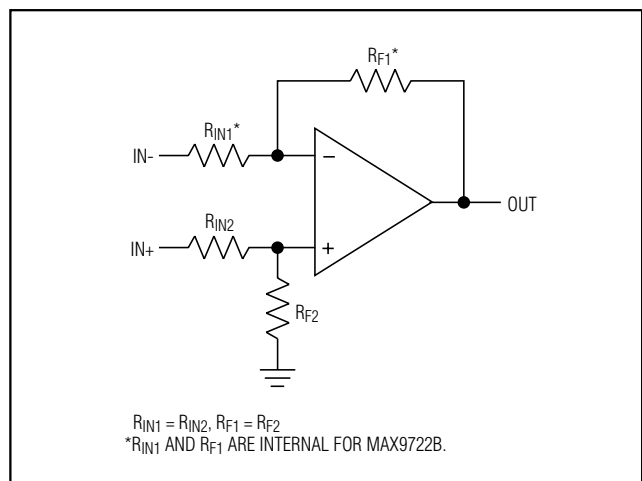 RF1*
RIN1*
IN-
−
OUT
RIN2
IN+
+
RF2
RIN1 = RIN2, RF1 = RF2
*RIN1 AND RF1 ARE INTERNAL FOR MAX9722B.